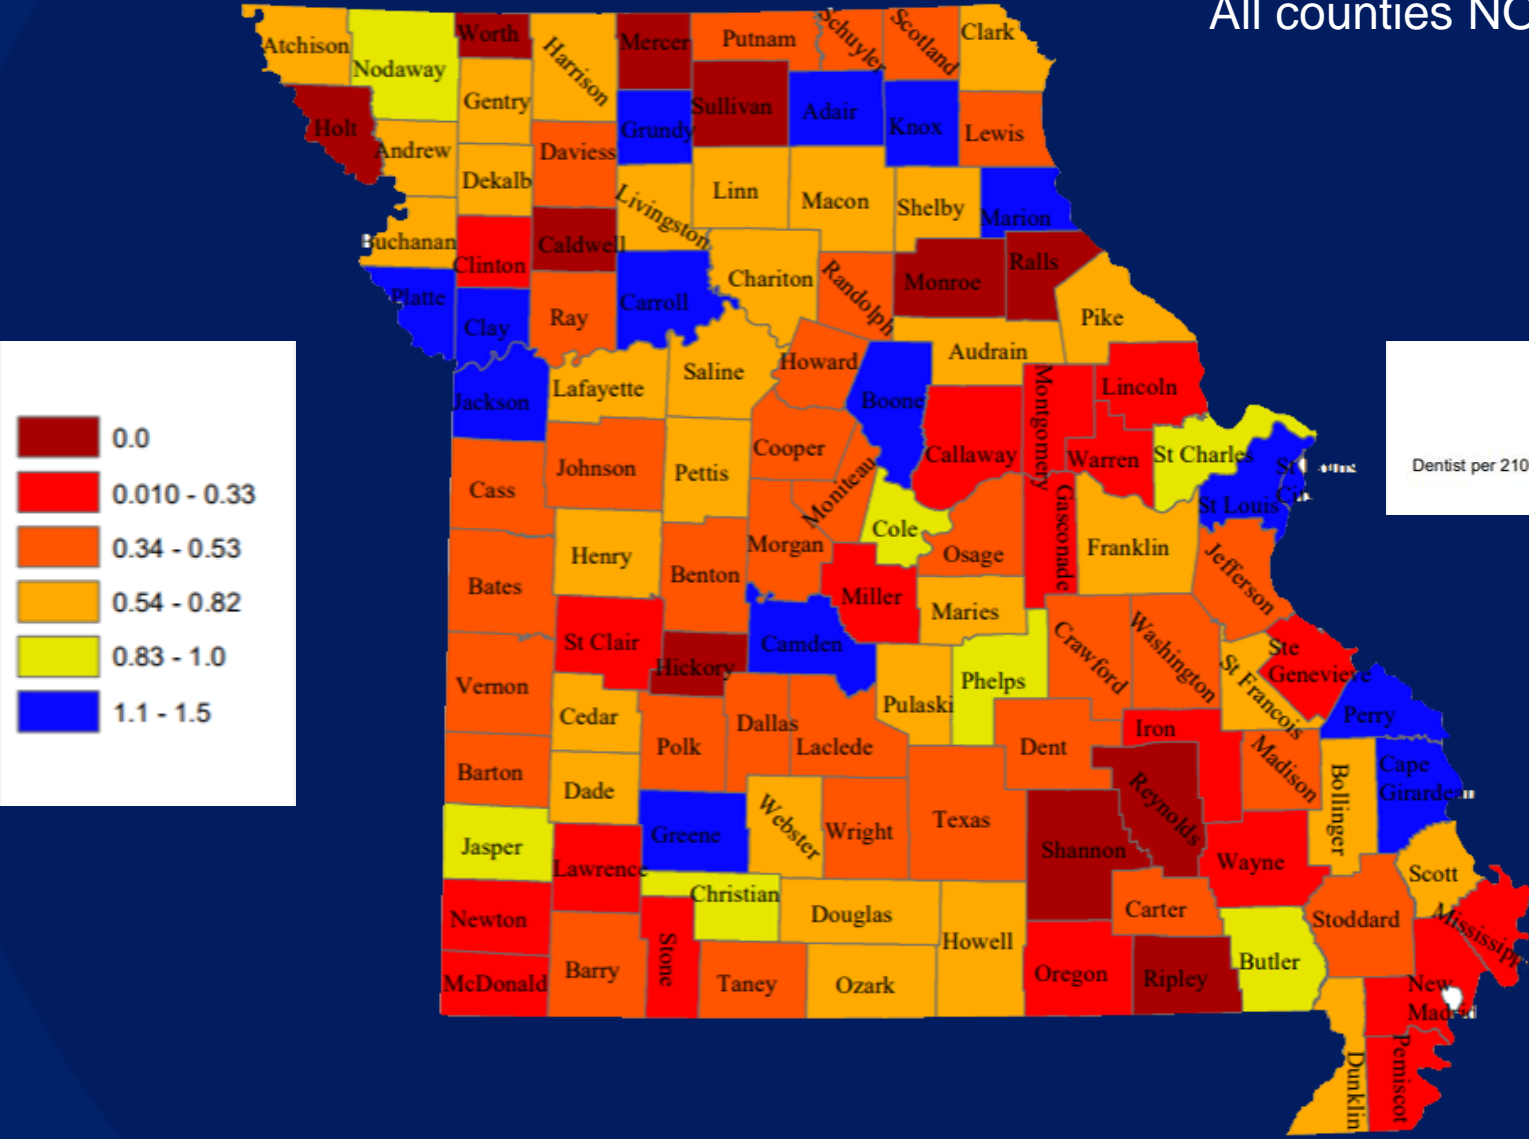 All counties NO
Atchison
Nodaway
Worth
Harrison
Mercer
Putnam
Schuyler
Scotland
Clark
Gentry
Holt
Andrew
Dekalb
Daviess
Grundy
Sullivan
Adair
Knox
Lewis
Livingston
Linn
Macon
Shelby
Marion
Buchanan
Clinton
Caldwell
Chariton
Randolph
Monroe
Ralls
Pike
Platte
Clay
Ray
Carroll
Audrain
Jackson
Lafayette
Saline
Howard
Boone
Callaway
Montgomery
Lincoln
Warren
St Charles
St Louis
Cass
Johnson
Pettis
Cooper
Moniteau
Cole
Osage
Gasconade
Franklin
Jefferson
Bates
Henry
Benton
Morgan
Miller
Maries
St Clair
Hickory
Camden
Pulaski
Phelps
Crawford
Washington
St Francois
Ste
Genevieve
Perry
Vernon
Cedar
Polk
Dallas
Laclede
Dent
Iron
Madison
Bollinger
Cape
Girardeau
Barton
Dade
Greene
Webster
Wright
Texas
Shannon
Reynolds
Wayne
Scott
Jasper
Lawrence
Christian
Douglas
Howell
Carter
Butler
Stoddard
Mississipp
Newton
McDonald
Barry
Stone
Taney
Ozark
Oregon
Ripley
New
Madrid
Dunklin
Pemiscot
0.0
0.010 - 0.33
0.34 - 0.53
0.54 - 0.82
0.83 - 1.0
1.1 - 1.5
Dentist per 210